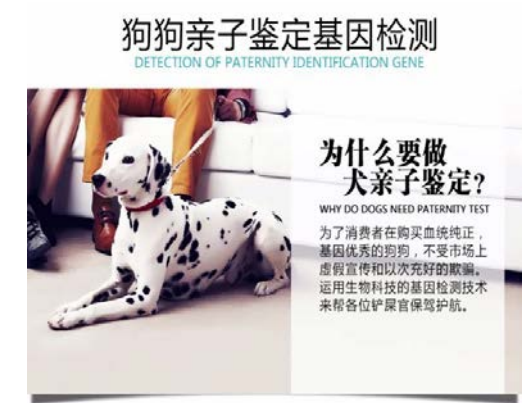 狗狗亲子鉴定基因检测
DETECTION OF PATERNITY IDENTIFICATION GENE
为什么要做
犬亲子鉴定?
WHY DO DOGS NEED PATERNITY TEST
为了消费者在购买血统纯正，
基因优秀的狗狗，不受市场上
虚假宣传和以次充好的欺骗。
运用生物科技的基因检测技术
来帮各位铲屎官保驾护航。